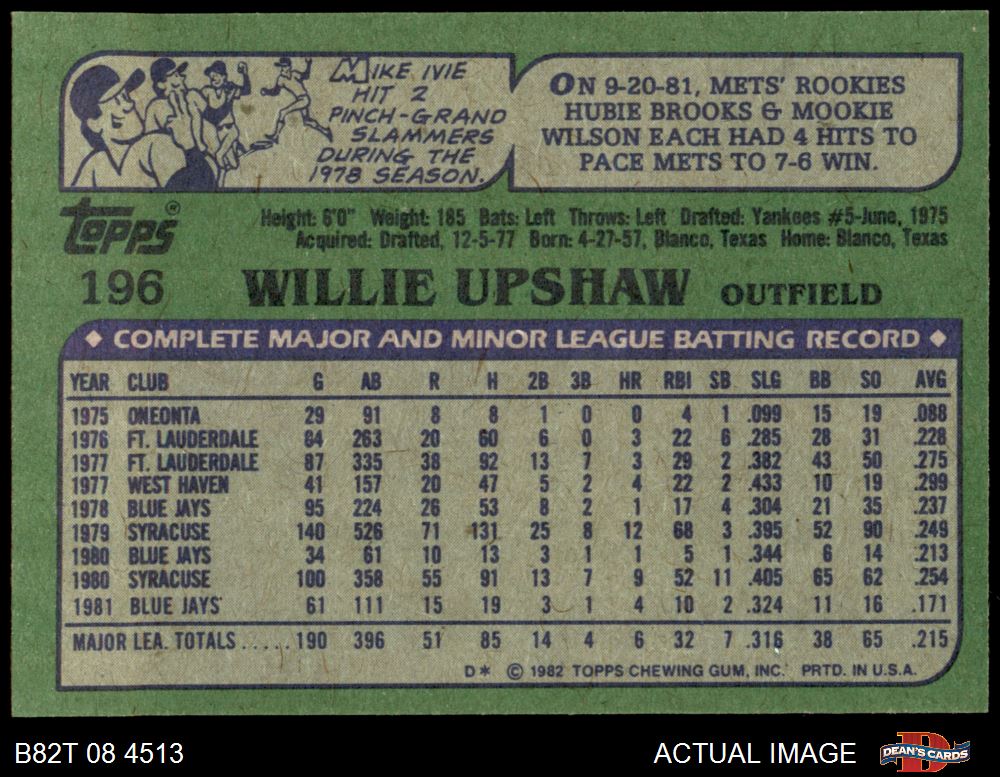 MIKE IVIE
HIT 2
PINCH-GRAND
SLAMMERS
DURING THE
1978 SEASON.
ON 9-20-81, METS' ROOKIES
HUBIE BROOKS & MOOKIE
WILSON EACH HAD 4 HITS TO
PACE METS TO 7-6 WIN.
Topps®
Height: 6'0" Weight: 185 Bats: Left Throws: Left Drafted: Yankees #5-June, 1975
Acquired: Drafted, 12-5-77 Born: 4-27-57, Blanco, Texas Home: Blanco, Texas
196 WILLIE UPSHAW OUTFIELD
◆ COMPLETE MAJOR AND MINOR LEAGUE BATTING RECORD ◆
YEAR CLUB G AB R H 2B 3B HR RBI SB SLG BB SO AVG
1975 ONEONTA 29 91 8 8 1 0 0 4 1 .099 15 19 .088
1976 FT. LAUDERDALE 84 263 20 60 6 0 3 22 6 .285 28 31 .228
1977 FT. LAUDERDALE 87 335 38 92 13 7 3 29 2 .382 43 50 .275
1977 WEST HAVEN 41 157 20 47 5 2 4 22 2 .433 10 19 .299
1978 BLUE JAYS 95 224 26 53 8 2 1 17 4 .304 21 35 .237
1979 SYRACUSE 140 526 71 131 25 8 12 68 3 .395 52 90 .249
1980 BLUE JAYS 34 61 10 13 3 1 1 5 1 .344 6 14 .213
1980 SYRACUSE 100 358 55 91 13 7 9 52 11 .405 65 62 .254
1981 BLUE JAYS 61 111 15 19 3 1 4 10 2 .324 11 16 .171
MAJOR LEA. TOTALS ..... 190 396 51 85 14 4 6 32 7 .316 38 65 .215
D* © 1982 TOPPS CHEWING GUM, INC. PRTD. IN U.S.A.
B82T 08 4513 ACTUAL IMAGE DEAN'S CARDS